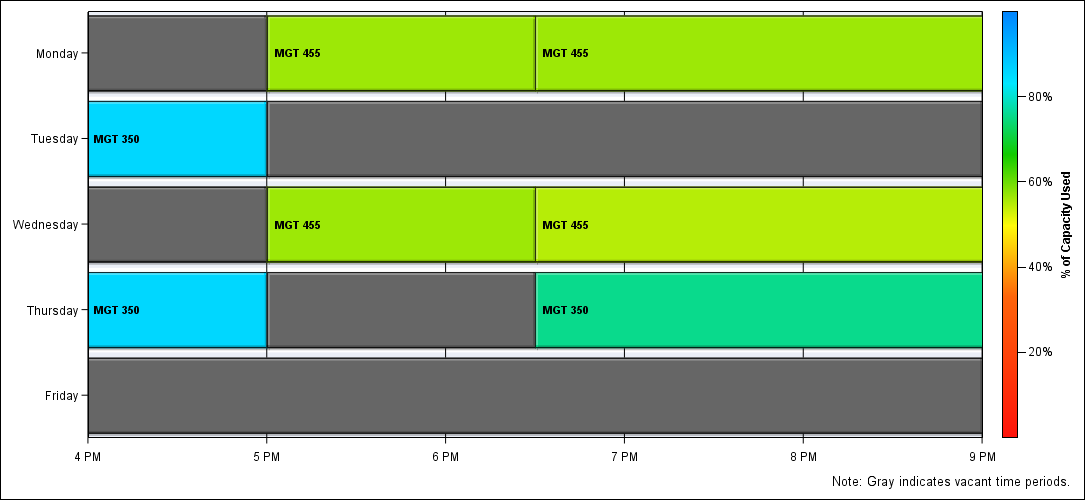 Monday
MGT 455
MGT 455
80%
Tuesday
MGT 350
60%
% of Capacity Used
Wednesday
MGT 455
MGT 455
40%
Thursday
MGT 350
MGT 350
20%
Friday
4 PM
5 PM
6 PM
7 PM
8 PM
9 PM
Note: Gray indicates vacant time periods.